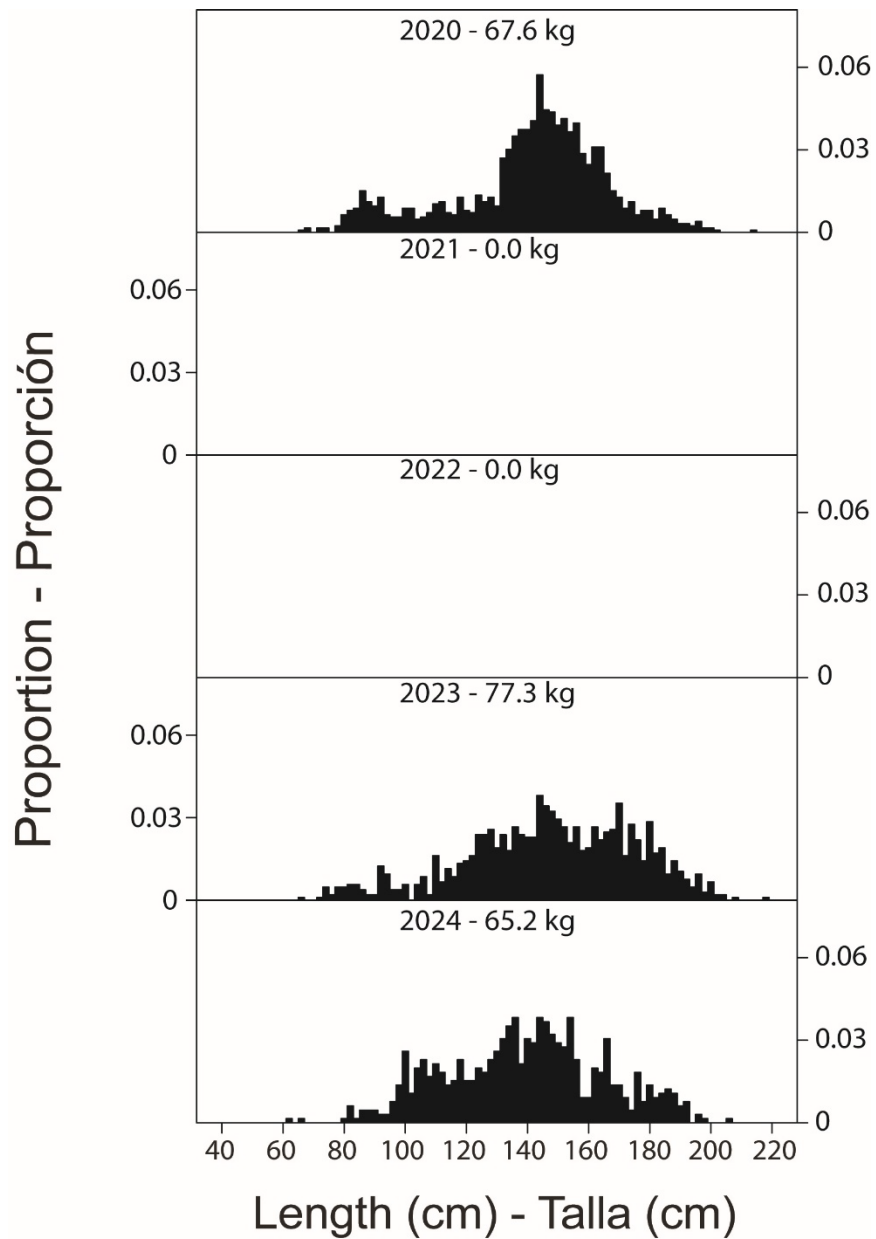 2020 - 67.6 kg
0.06
0.03
0
2021 - 0.0 kg
0.06
0.03
0
2022 - 0.0 kg
0.06
0.03
0
2023 - 77.3 kg
0.06
0.03
0
2024 - 65.2 kg
0.06
0.03
0
40 60 80 100 120 140 160 180 200 220
Length (cm) - Talla (cm)
Proportion - Proporción